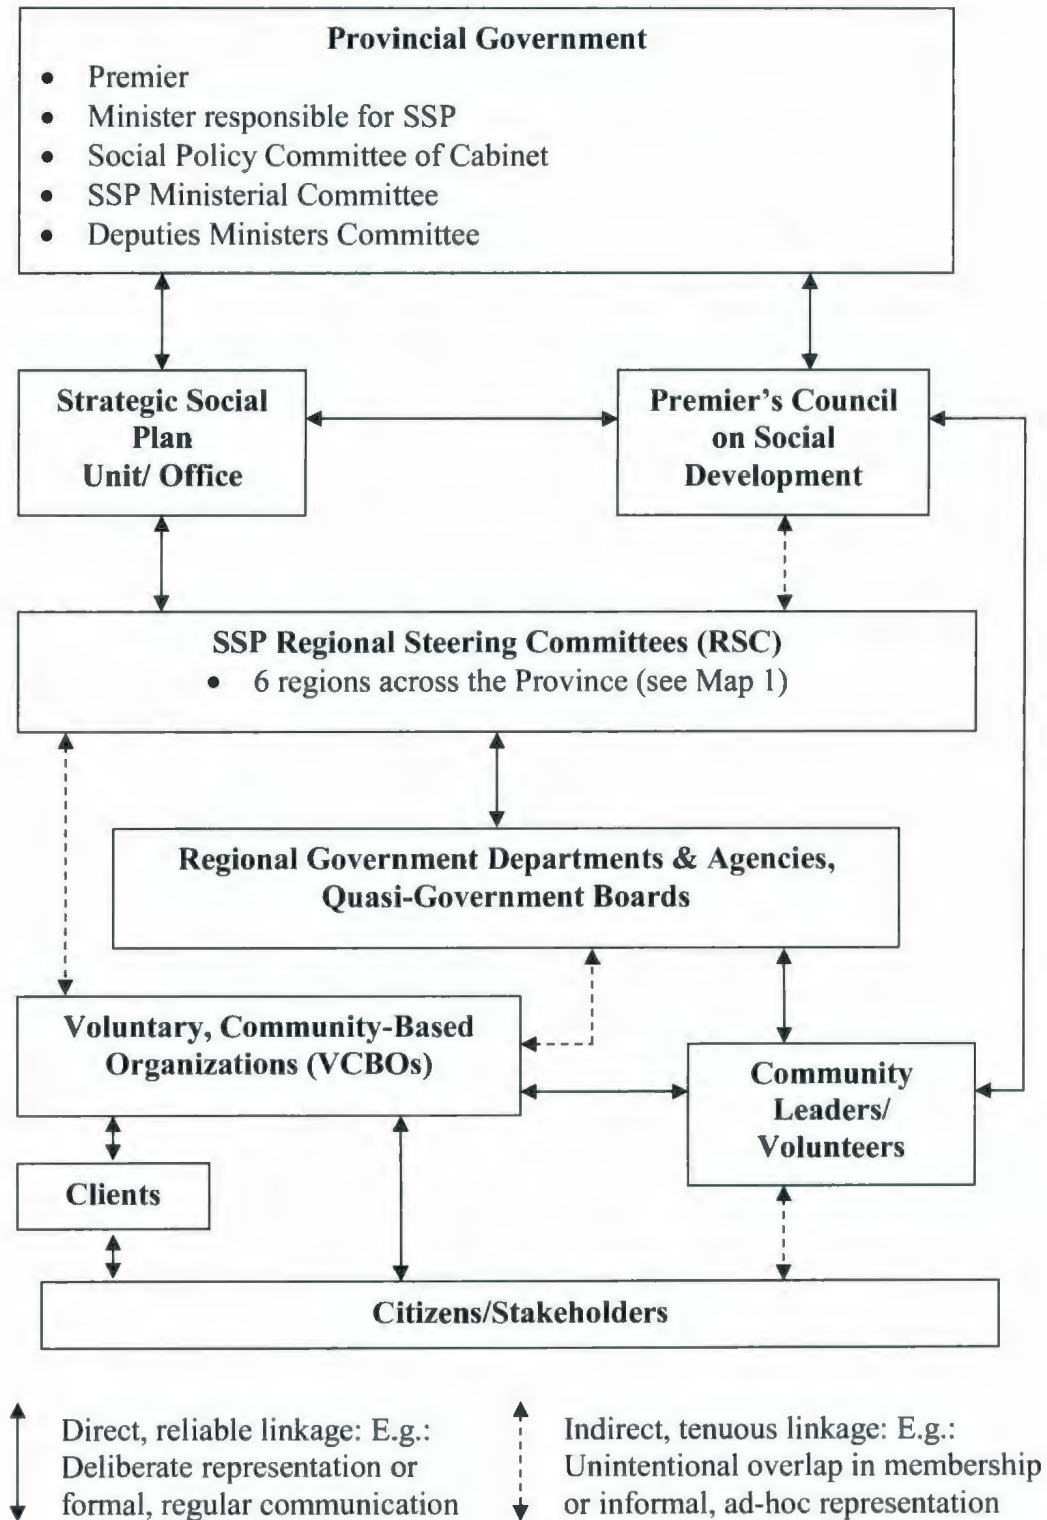 Provincial Government
• Premier
• Minister responsible for SSP
• Social Policy Committee of Cabinet
• SSP Ministerial Committee
• Deputies Ministers Committee
Strategic Social
Plan
Unit/ Office
Premier's Council
on Social
Development
SSP Regional Steering Committees (RSC)
• 6 regions across the Province (see Map 1)
Regional Government Departments & Agencies,
Quasi-Government Boards
Voluntary, Community-Based
Organizations (VCBOs)
Community
Leaders/
Volunteers
Clients
Citizens/Stakeholders
Direct, reliable linkage: E.g.:
Deliberate representation or
formal, regular communication
Indirect, tenuous linkage: E.g.:
Unintentional overlap in membership
or informal, ad-hoc representation